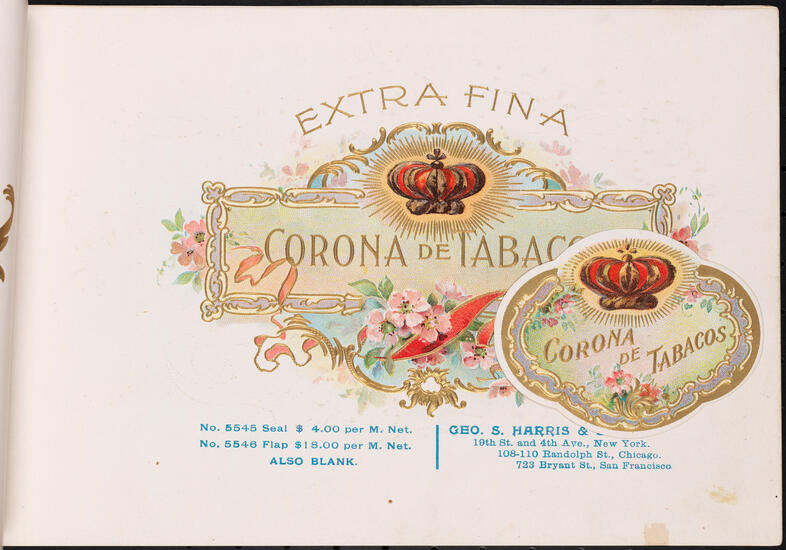 EXTRA FINA
CORONA DE TABAC
CORONA
DE TABACOS
No. 5545 Seal $ 4.00 per M. Net.
No. 5546 Flap $18.00 per M. Net.
ALSO BLANK.
GEO. S. HARRIS &
19th St. and 4th Ave., New York.
108-110 Randolph St., Chicago.
723 Bryant St., San Francisco